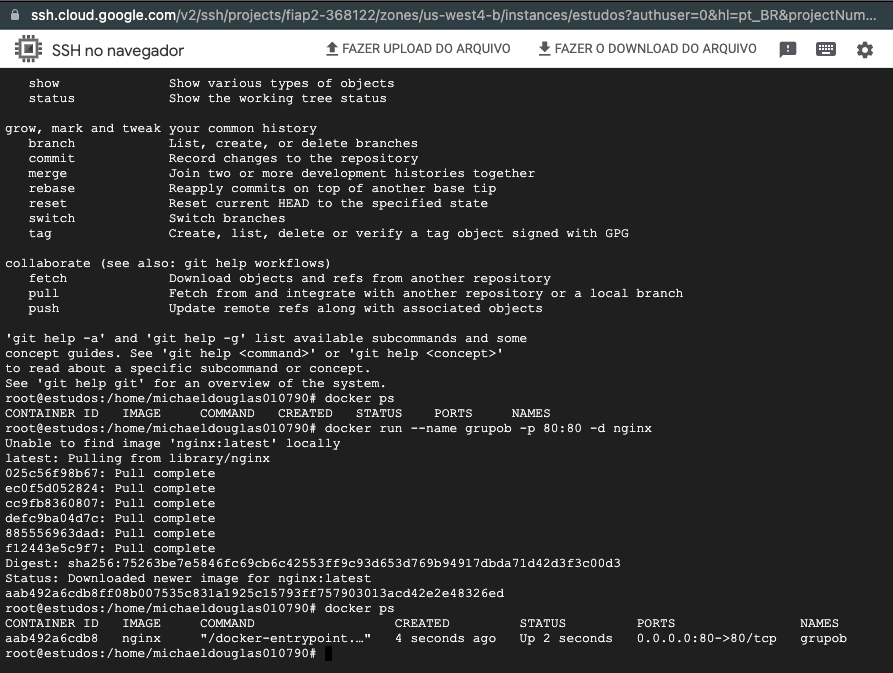 ssh.cloud.google.com/v2/ssh/projects/fiap2-368122/zones/us-west4-b/instances/estudos?authuser=0&hl=pt_BR&projectNum...
SSH no navegador FAZER UPLOAD DO ARQUIVO FAZER O DOWNLOAD DO ARQUIVO
show Show various types of objects
status Show the working tree status
grow, mark and tweak your common history
branch List, create, or delete branches
commit Record changes to the repository
merge Join two or more development histories together
rebase Reapply commits on top of another base tip
reset Reset current HEAD to the specified state
switch Switch branches
tag Create, list, delete or verify a tag object signed with GPG
collaborate (see also: git help workflows)
fetch Download objects and refs from another repository
pull Fetch from and integrate with another repository or a local branch
push Update remote refs along with associated objects
'git help -a' and 'git help -g' list available subcommands and some
concept guides. See 'git help <command>' or 'git help <concept>'
to read about a specific subcommand or concept.
See 'git help git' for an overview of the system.
root@estudos:/home/michaeldouglas010790# docker ps
CONTAINER ID IMAGE COMMAND CREATED STATUS PORTS NAMES
root@estudos:/home/michaeldouglas010790# docker run --name grupob -p 80:80 -d nginx
Unable to find image 'nginx:latest' locally
latest: Pulling from library/nginx
025c56f98b67: Pull complete
ec0f5d052824: Pull complete
cc9fb8360807: Pull complete
defc9ba04d7c: Pull complete
885556963dad: Pull complete
f12443e5c9f7: Pull complete
Digest: sha256:75263be7e5846fc69cb6c42553ff9c93d653d769b94917dbda71d42d3f3c00d3
Status: Downloaded newer image for nginx:latest
aab492a6cdb8ff08b007535c831a1925c15793ff757903013acd42e2e48326ed
root@estudos:/home/michaeldouglas010790# docker ps
CONTAINER ID IMAGE COMMAND CREATED STATUS PORTS NAMES
aab492a6cdb8 nginx "/docker-entrypoint.…" 4 seconds ago Up 2 seconds 0.0.0.0:80->80/tcp grupob
root@estudos:/home/michaeldouglas010790#